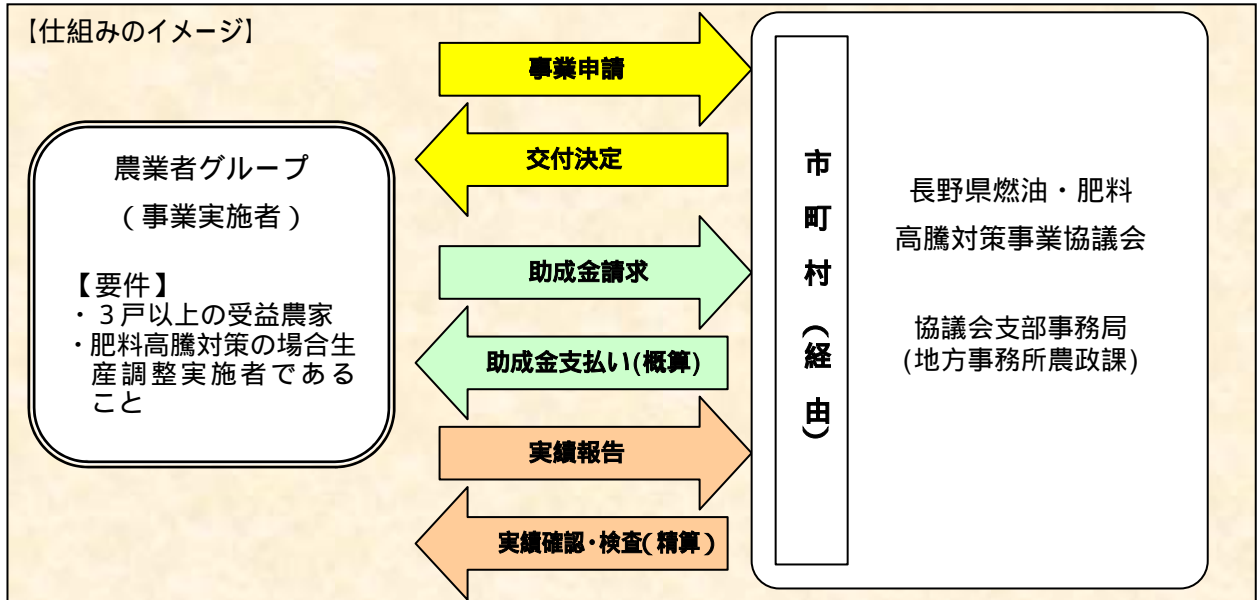 【仕組みのイメージ】
農業者グループ
（事業実施者）
【要件】
・３戸以上の受益農家
・肥料高騰対策の場合生
産調整実施者である
こと
事業申請
交付決定
助成金請求
助成金支払い(概算)
実績報告
実績確認・検査(精算)
市町村（経由）
長野県燃油・肥料
高騰対策事業協議会
協議会支部事務局
(地方事務所農政課)